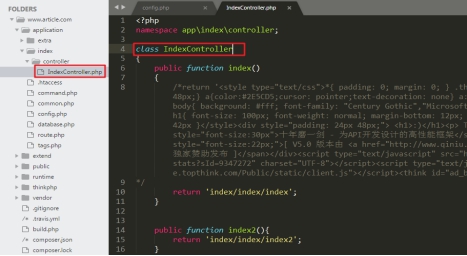 FOLDERS
www.article.com
application
extra
index
controller
IndexController.php
.htaccess
command.php
common.php
config.php
database.php
route.php
tags.php
extend
public
runtime
thinkphp
vendor
.gitignore
.travis.yml
build.php
composer.json
composer.lock
config.php ×
IndexController.php ×
1 <?php
2 namespace app\index\controller;
3
4 class IndexController
5 {
6 public function index()
7 {
8 /*return '<style type="text/css">*{ padding: 0; margin: 0; } .th
48px;} a{color:#2E5CD5;cursor: pointer;text-decoration: none} a:
body{ background: #fff; font-family: "Century Gothic","Microsoft
h1{ font-size: 100px; font-weight: normal; margin-bottom: 12px;
42px }</style><div style="padding: 24px 48px;"> <h1>:)</h1><p> T
style="font-size:30px">十年磨一剑 - 为API开发设计的高性能框架</
style="font-size:22px;">[ V5.0 版本由 <a href="http://www.qiniu.
独家赞助发布 ]</span></div><script type="text/javascript" src="h
stats?sId=9347272" charset="UTF-8"></script><script type="text/j
e.topthink.com/Public/static/client.js"></script><think id="ad_b
*/
9
10 return 'index/index/index';
11 }
12
13 public function index2(){
14 return 'index/index/index2';